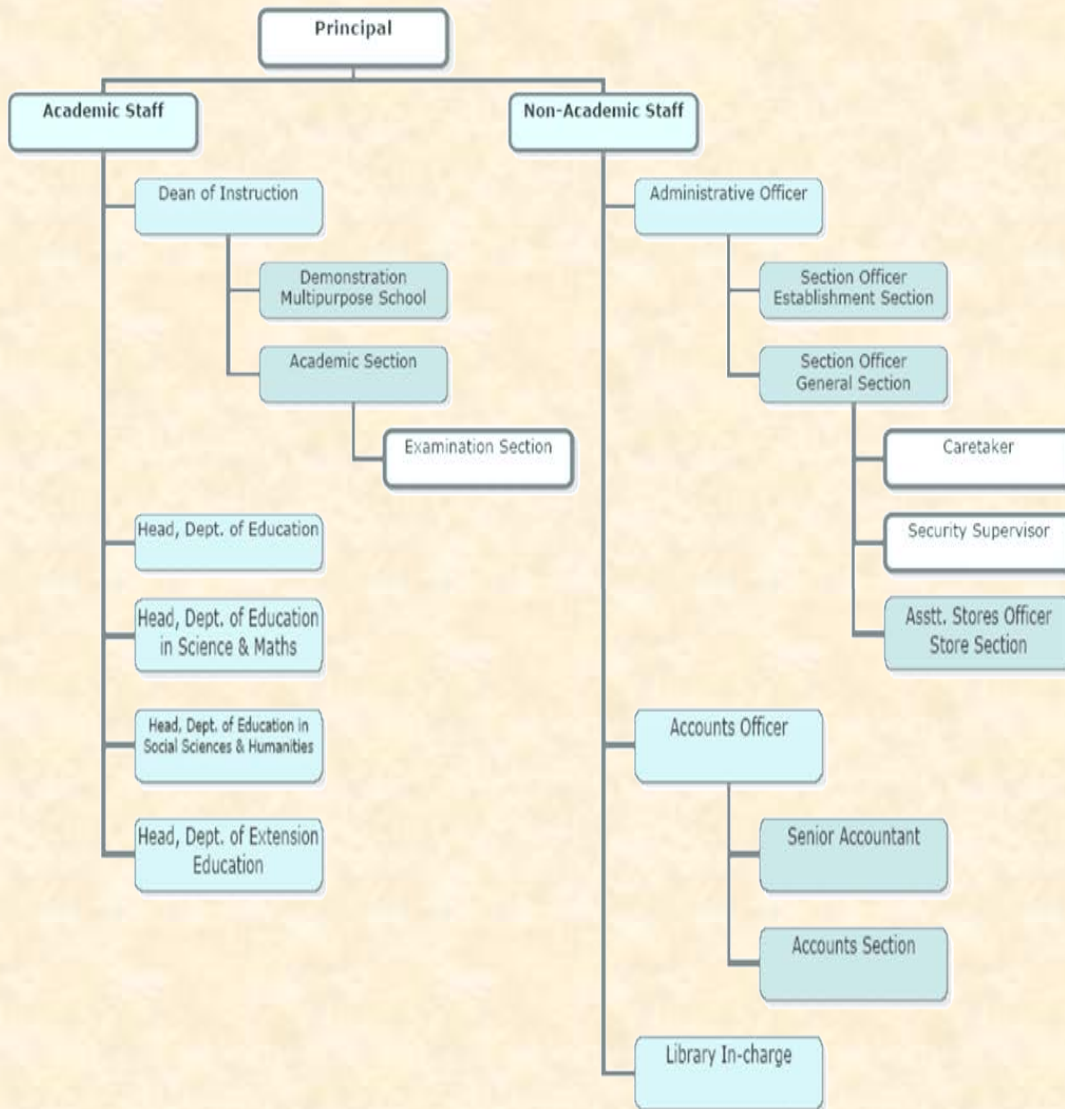 Principal
Academic Staff
Non-Academic Staff
Dean of Instruction
Administrative Officer
Demonstration
Multipurpose School
Section Officer
Establishment Section
Academic Section
Section Officer
General Section
Examination Section
Caretaker
Head, Dept. of Education
Security Supervisor
Head, Dept. of Education
in Science & Maths
Asstt. Stores Officer
Store Section
Head, Dept. of Education in
Social Sciences & Humanities
Accounts Officer
Head, Dept. of Extension
Education
Senior Accountant
Accounts Section
Library In-charge